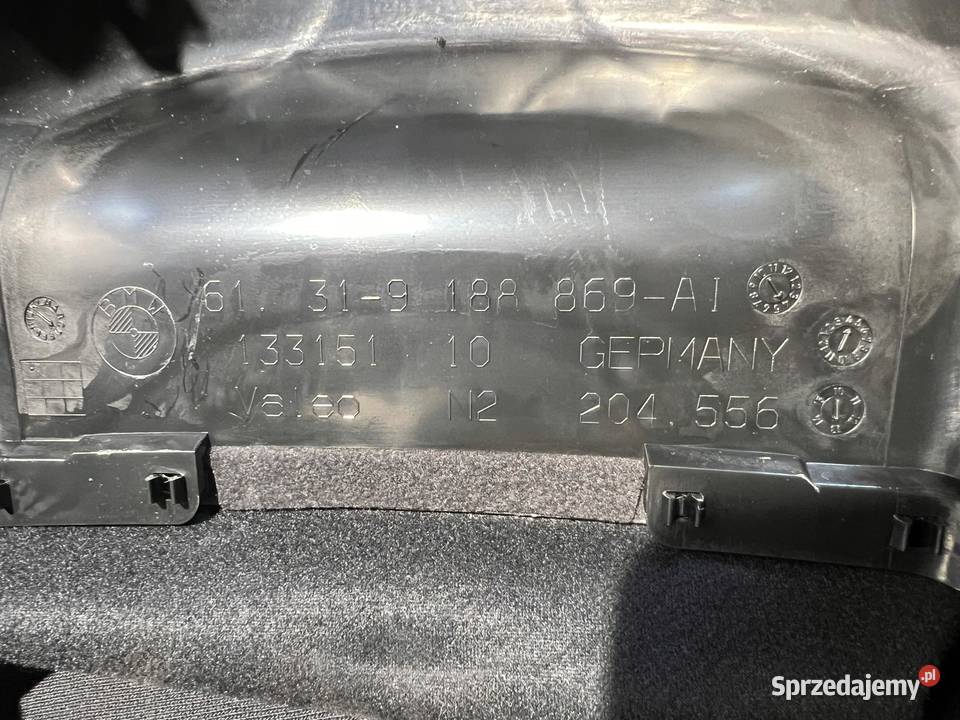 BMW
61. 31-9 188 869-AI
133151 10 GERMANY
Valeo N2 204.556
Sprzedajemy.pl